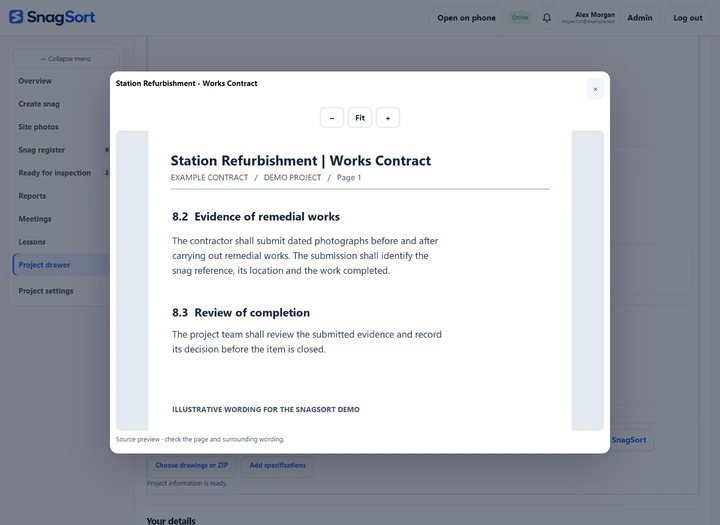 SnagSort
Open on phone
Online
Alex Morgan
inspector@example.test
Admin
Log out
← Collapse menu
Overview
Create snag
Site photos
Snag register
8
Ready for inspection
2
Reports
Meetings
Lessons
Project drawer
Project settings
Station Refurbishment - Works Contract
×
−
Fit
+
Station Refurbishment | Works Contract
EXAMPLE CONTRACT / DEMO PROJECT / Page 1
8.2 Evidence of remedial works
The contractor shall submit dated photographs before and after
carrying out remedial works. The submission shall identify the
snag reference, its location and the work completed.
8.3 Review of completion
The project team shall review the submitted evidence and record
its decision before the item is closed.
ILLUSTRATIVE WORDING FOR THE SNAGSORT DEMO
Source preview · check the page and surrounding wording.
SnagSort
Choose drawings or ZIP
Add specifications
Project information is ready.
Your details